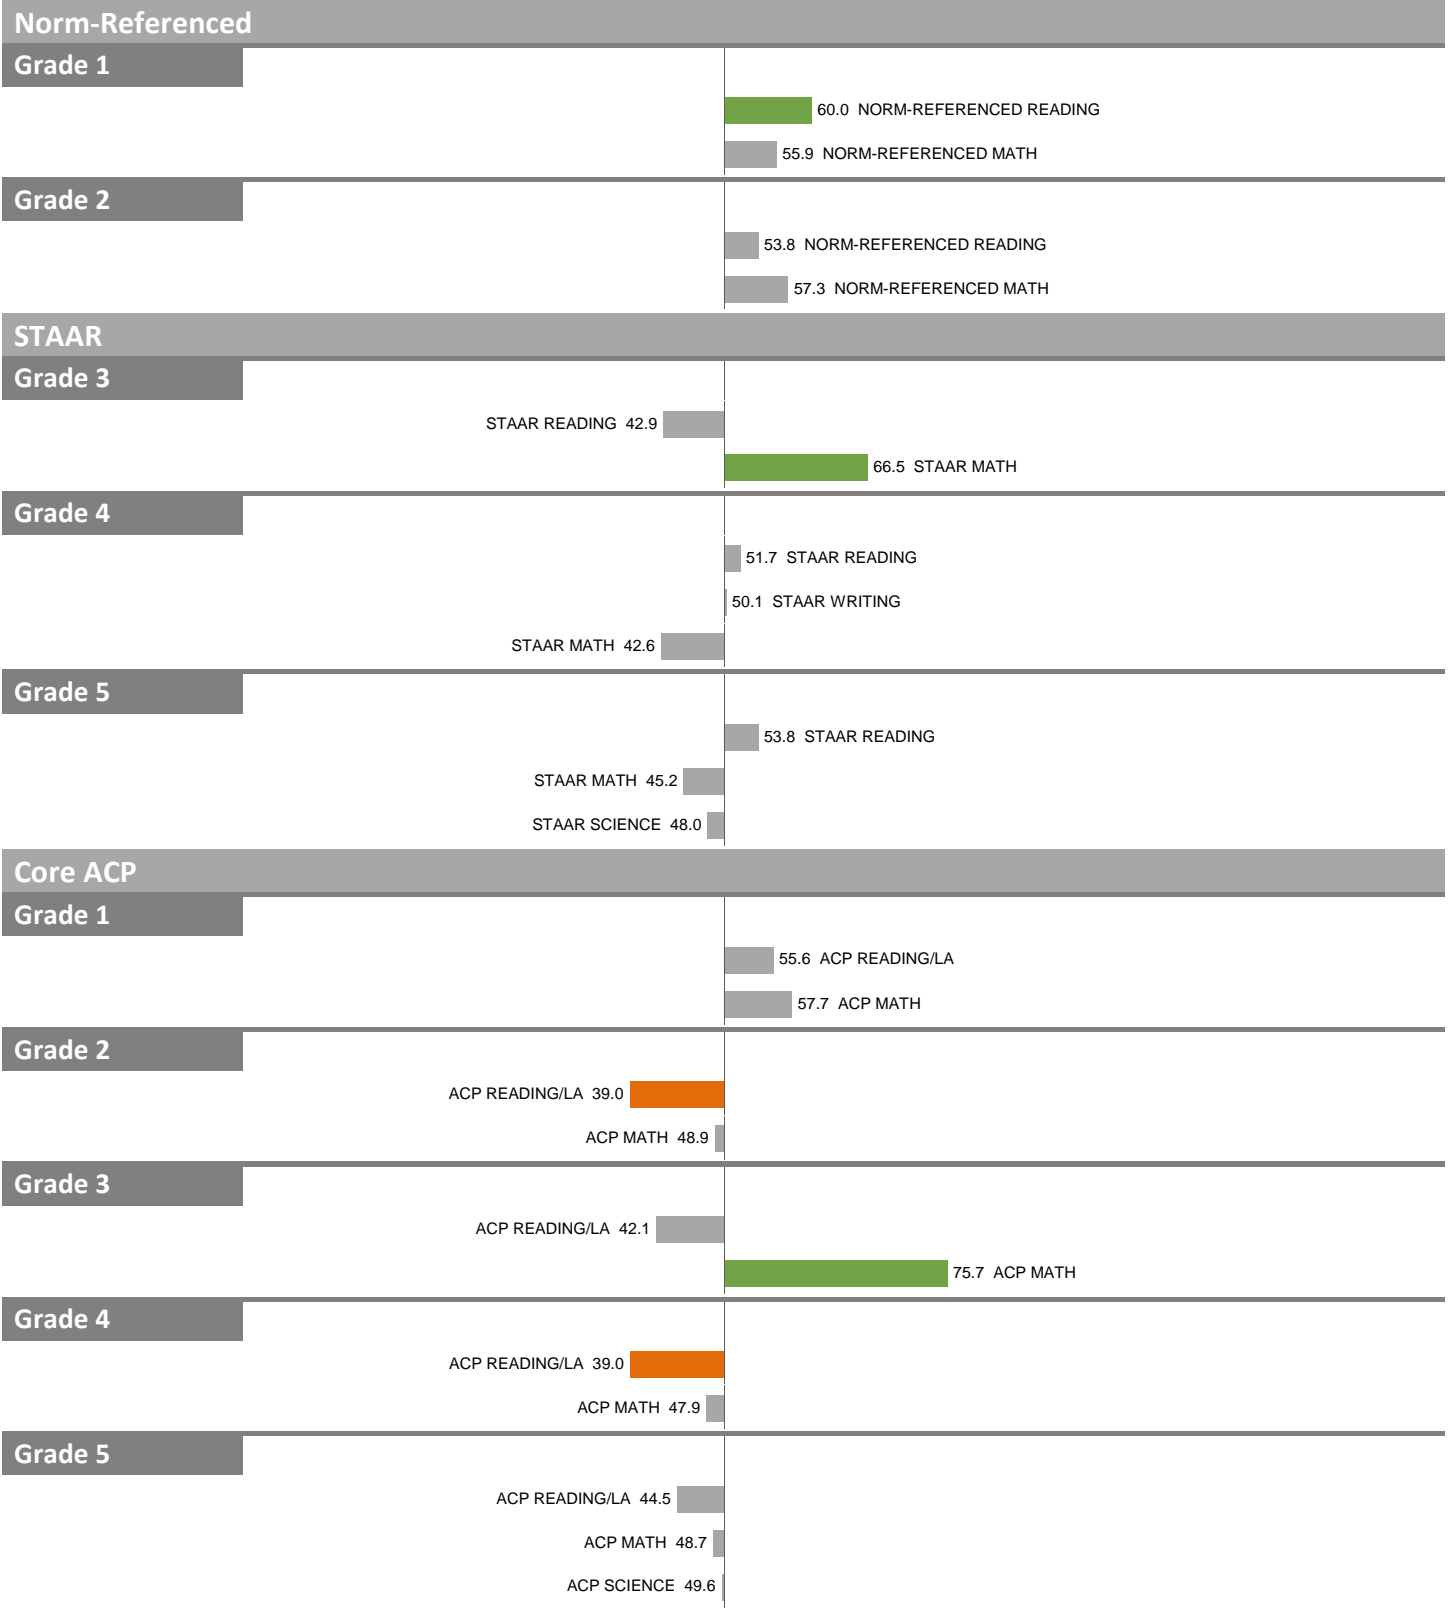 Norm-Referenced
Grade 1
60.0 NORM-REFERENCED READING
55.9 NORM-REFERENCED MATH
Grade 2
53.8 NORM-REFERENCED READING
57.3 NORM-REFERENCED MATH
STAAR
Grade 3
STAAR READING 42.9
66.5 STAAR MATH
Grade 4
51.7 STAAR READING
50.1 STAAR WRITING
STAAR MATH 42.6
Grade 5
53.8 STAAR READING
STAAR MATH 45.2
STAAR SCIENCE 48.0
Core ACP
Grade 1
55.6 ACP READING/LA
57.7 ACP MATH
Grade 2
ACP READING/LA 39.0
ACP MATH 48.9
Grade 3
ACP READING/LA 42.1
75.7 ACP MATH
Grade 4
ACP READING/LA 39.0
ACP MATH 47.9
Grade 5
ACP READING/LA 44.5
ACP MATH 48.7
ACP SCIENCE 49.6